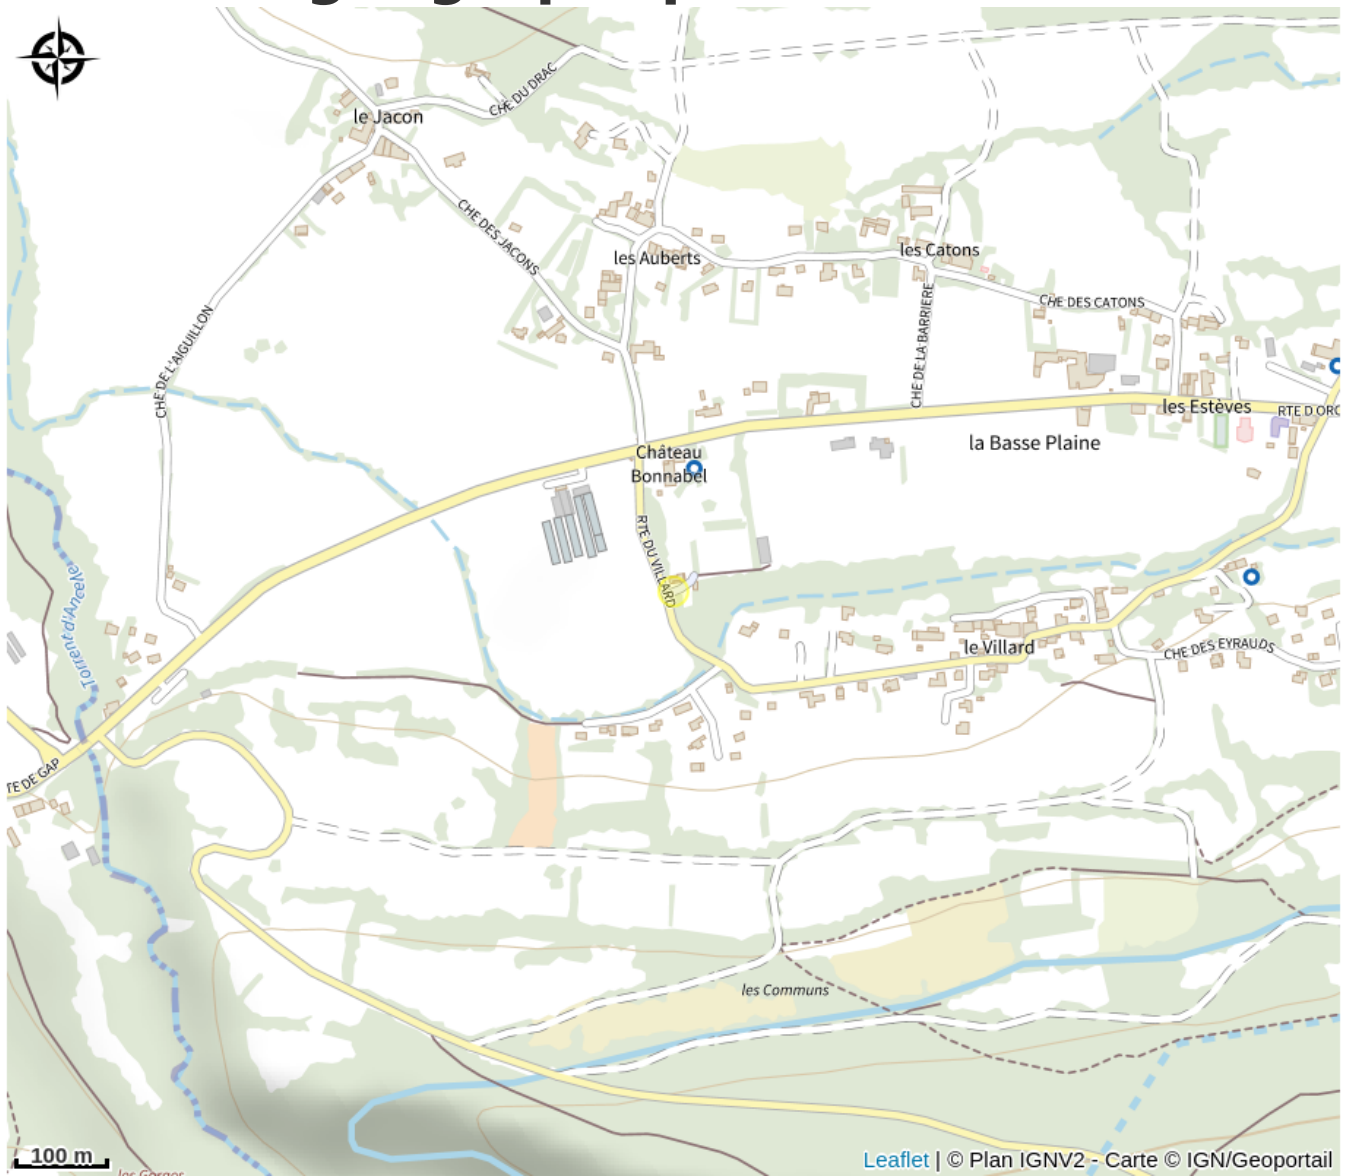 CHE DU DRAC
le Jacon
CHE DES JACONS
les Auberts
les Catons
CHE DES CATONS
CHE DE LA BARRIERE
CHE DE L'AIGUILLON
les Estèves
RTE D'ORC
la Basse Plaine
Château
Bonnabel
RTE DU VILLARD
Torrent d'Ancelle
le Villard
CHE DES EYRAUDS
TE DE GAP
les Communs
100 m
les Gorges
Leaflet | © Plan IGNV2 - Carte © IGN/Geoportail